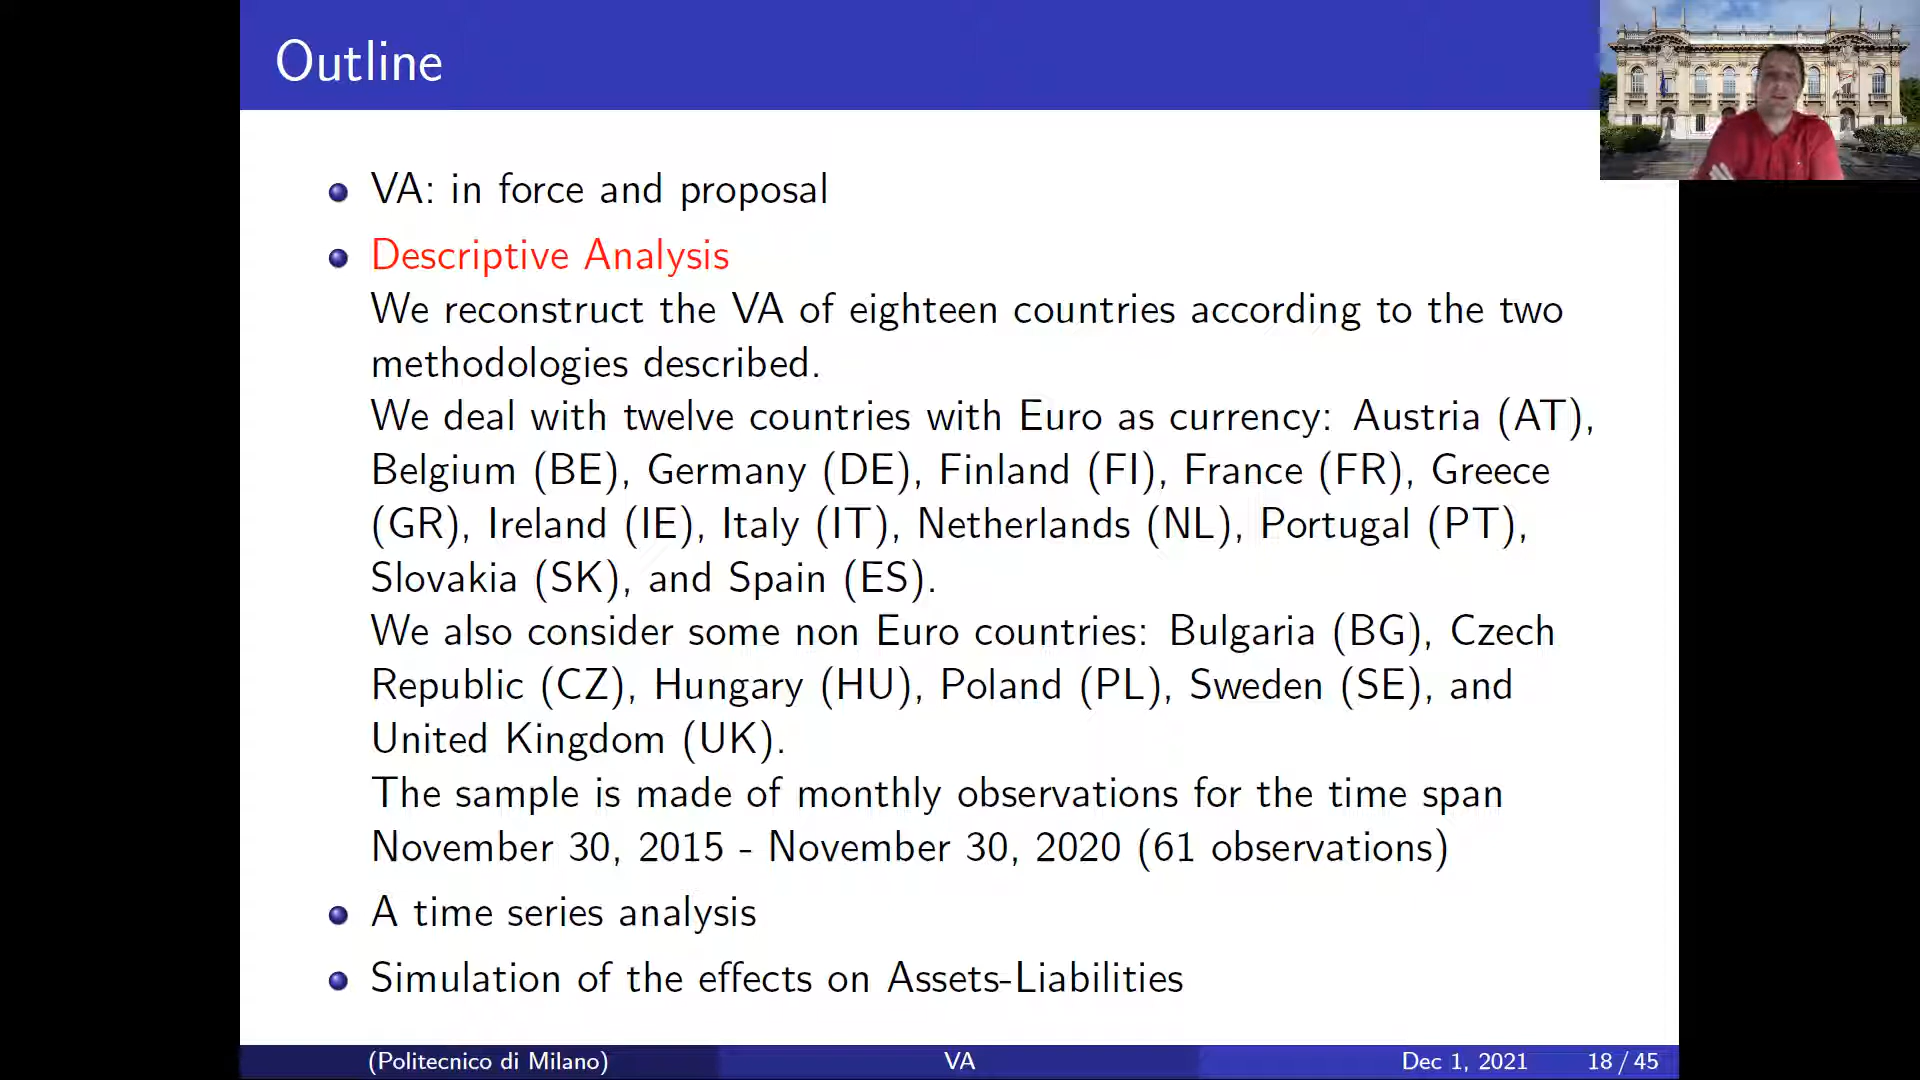 Outline
VA: in force and proposal
Descriptive Analysis
We reconstruct the VA of eighteen countries according to the two
methodologies described.
We deal with twelve countries with Euro as currency: Austria (AT),
Belgium (BE), Germany (DE), Finland (FI), France (FR), Greece
(GR), Ireland (IE), Italy (IT), Netherlands (NL), Portugal (PT),
Slovakia (SK), and Spain (ES).
We also consider some non Euro countries: Bulgaria (BG), Czech
Republic (CZ), Hungary (HU), Poland (PL), Sweden (SE), and
United Kingdom (UK).
The sample is made of monthly observations for the time span
November 30, 2015 - November 30, 2020 (61 observations)
A time series analysis
Simulation of the effects on Assets-Liabilities
(Politecnico di Milano) VA Dec 1, 2021 18 / 45